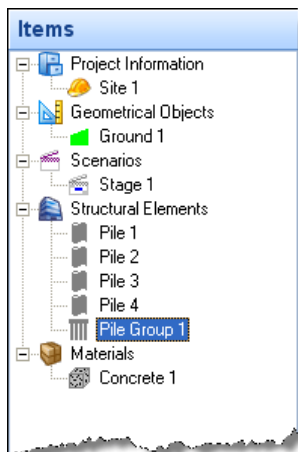 Items
Project Information
Site 1
Geometrical Objects
Ground 1
Scenarios
Stage 1
Structural Elements
Pile 1
Pile 2
Pile 3
Pile 4
Pile Group 1
Materials
Concrete 1